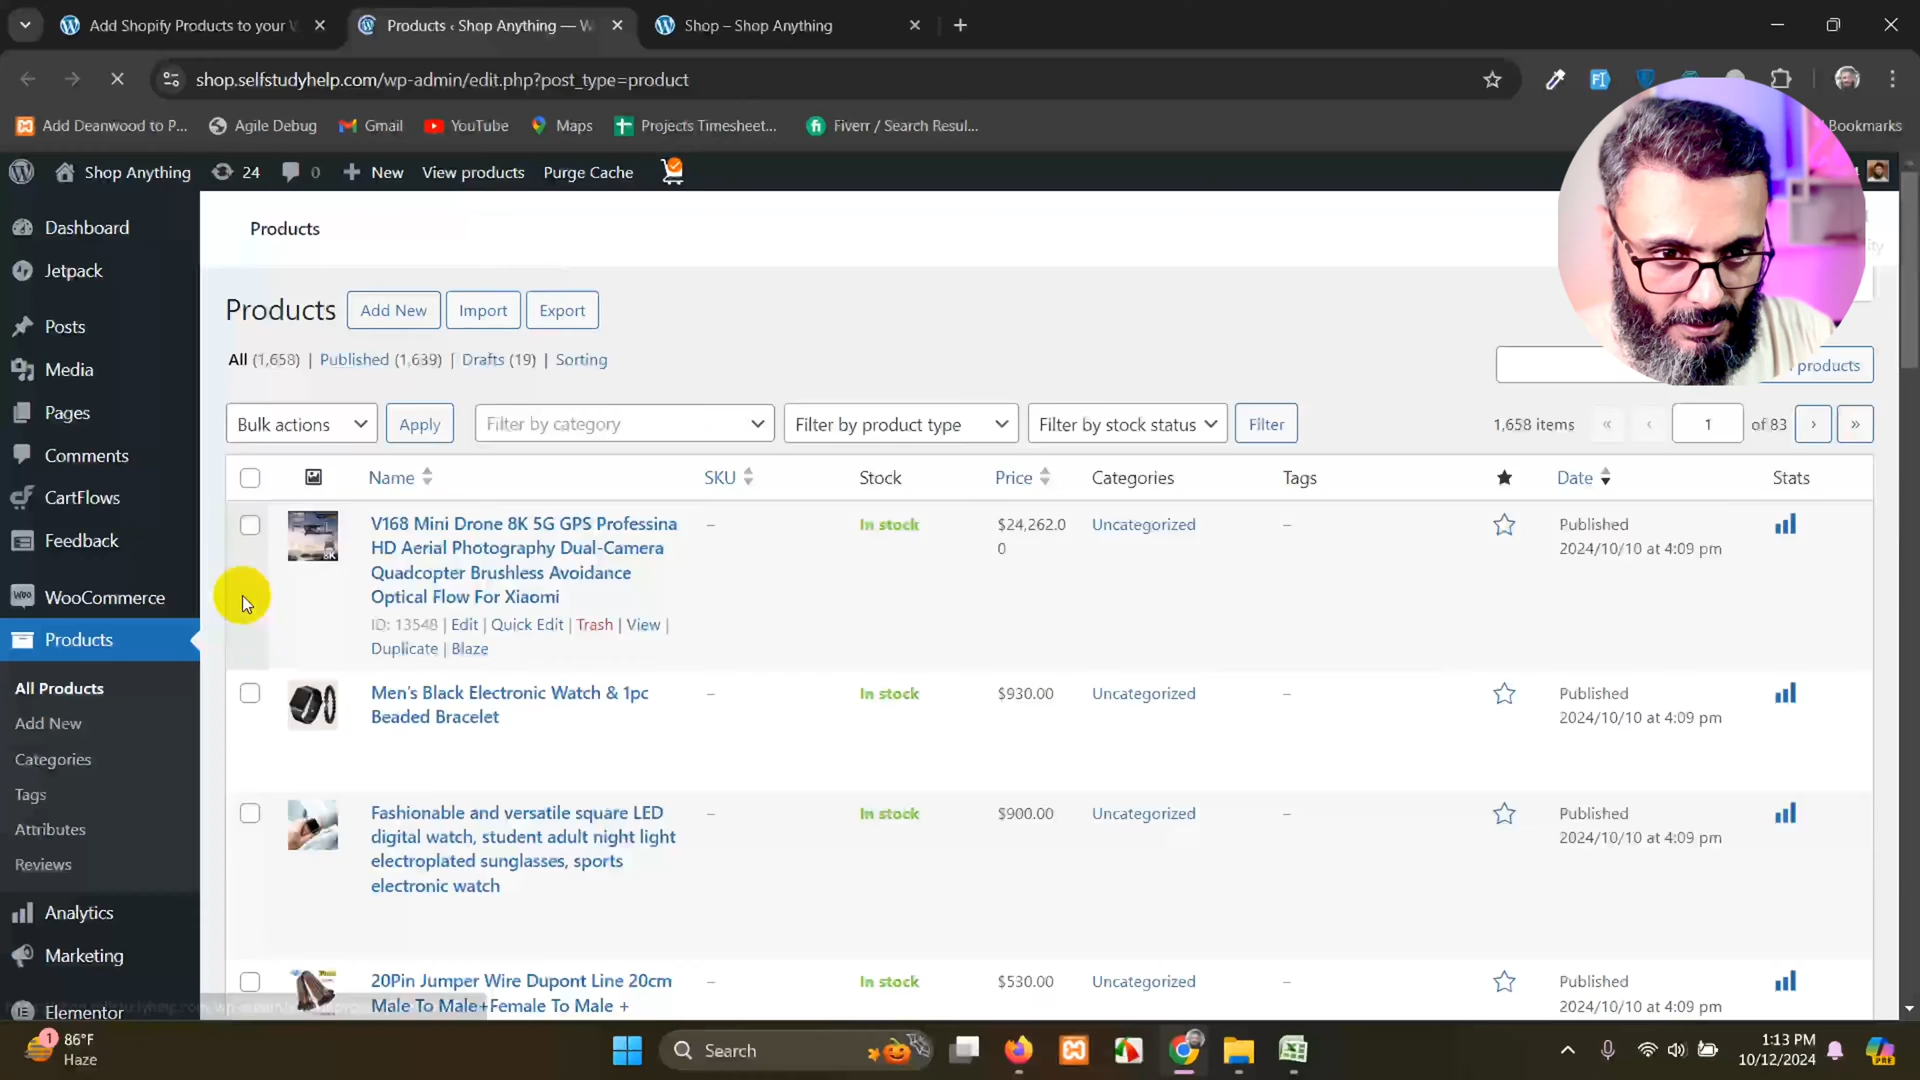 Add Shopify Products to your
Products ‹ Shop Anything — W
Shop – Shop Anything
shop.selfstudyhelp.com/wp-admin/edit.php?post_type=product
Add Deanwood to P...
Agile Debug
Gmail
YouTube
Maps
Projects Timesheet...
Fiverr / Search Resul...
Bookmarks
Shop Anything
24
0
New
View products
Purge Cache
Dashboard
Jetpack
Posts
Media
Pages
Comments
CartFlows
Feedback
WooCommerce
Products
All Products
Add New
Categories
Tags
Attributes
Reviews
Analytics
Marketing
Elementor
Products
Products
Add New
Import
Export
All (1,658) | Published (1,639) | Drafts (19) | Sorting
products
Bulk actions
Apply
Filter by category
Filter by product type
Filter by stock status
Filter
1,658 items
«
‹
1
of 83
›
»
Name
SKU
Stock
Price
Categories
Tags
Date
Stats
V168 Mini Drone 8K 5G GPS Professina
HD Aerial Photography Dual-Camera
Quadcopter Brushless Avoidance
Optical Flow For Xiaomi
ID: 13548 | Edit | Quick Edit | Trash | View |
Duplicate | Blaze
–
In stock
$24,262.0
0
Uncategorized
–
Published
2024/10/10 at 4:09 pm
Men's Black Electronic Watch & 1pc
Beaded Bracelet
–
In stock
$930.00
Uncategorized
–
Published
2024/10/10 at 4:09 pm
Fashionable and versatile square LED
digital watch, student adult night light
electroplated sunglasses, sports
electronic watch
–
In stock
$900.00
Uncategorized
–
Published
2024/10/10 at 4:09 pm
20Pin Jumper Wire Dupont Line 20cm
Male To Male+Female To Male +
–
In stock
$530.00
Uncategorized
–
Published
2024/10/10 at 4:09 pm
1
86°F
Haze
Search
1:13 PM
10/12/2024